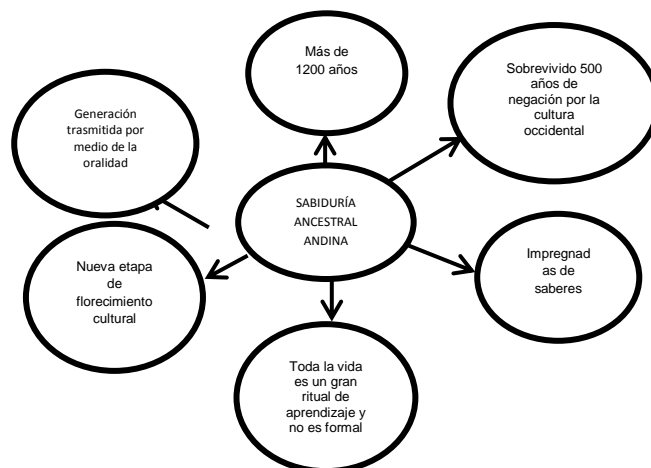 Más de
1200 años
Sobrevivido 500
años de
negación por la
cultura
occidental
Generación
trasmitida por
medio de la
oralidad
SABIDURÍA
ANCESTRAL
ANDINA
Impregnad
as de
saberes
Nueva etapa
de
florecimiento
cultural
Toda la vida
es un gran
ritual de
aprendizaje y
no es formal